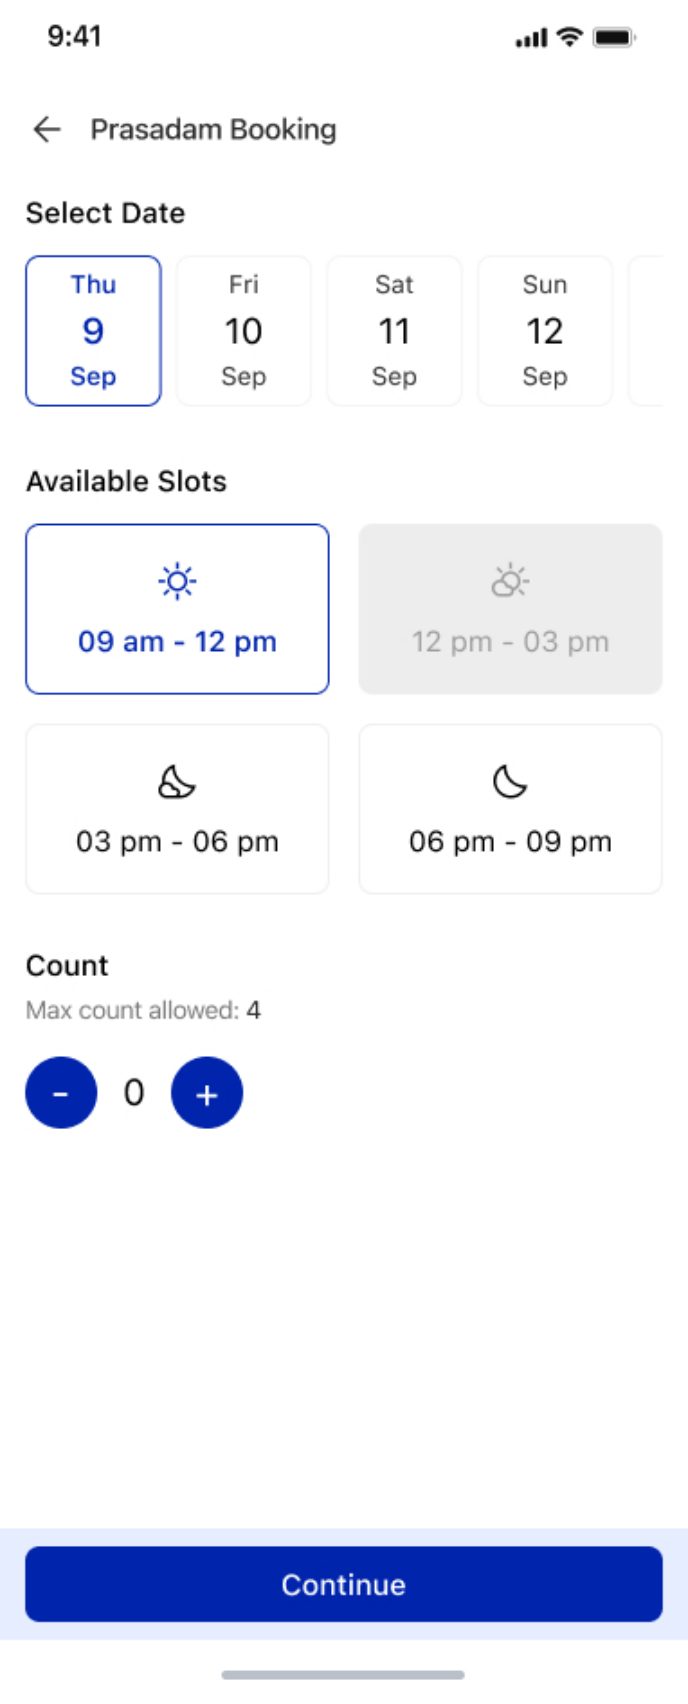 9:41
Prasadam Booking
Select Date
Thu Fri Sat Sun
9 10 11 12
Sep Sep Sep Sep
Available Slots
09 am - 12 pm 12 pm - 03 pm
03 pm - 06 pm 06 pm - 09 pm
Count
Max count allowed: 4
- 0 +
Continue